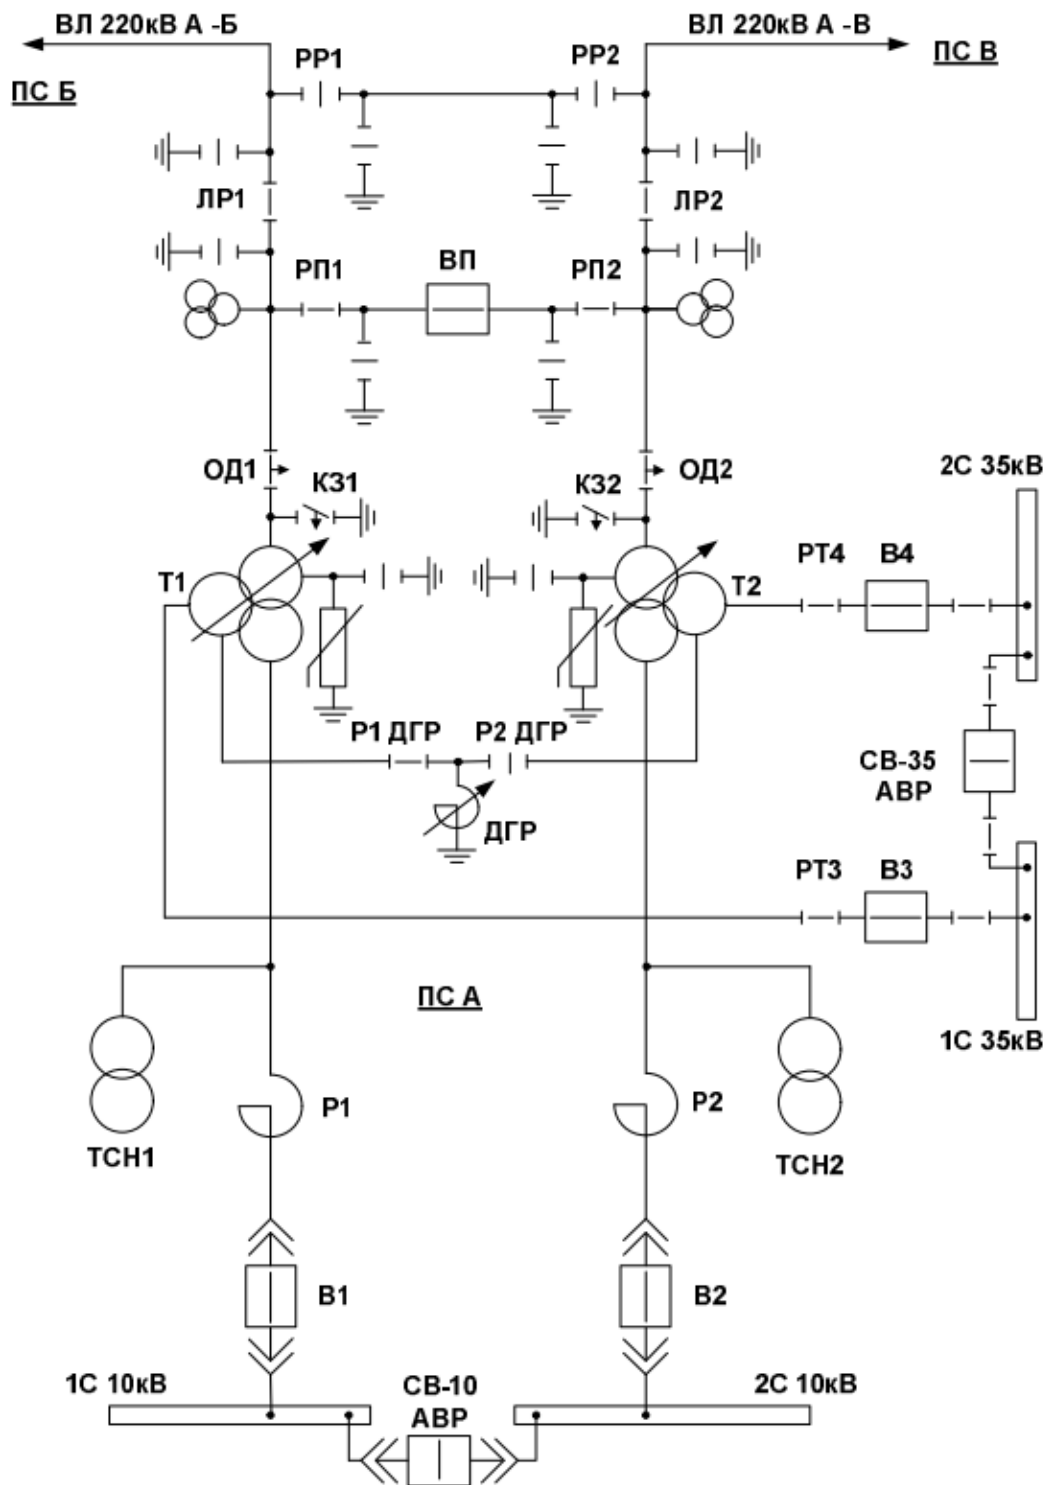 ВЛ 220кВ А -Б
ВЛ 220кВ А -В
ПС Б
РР1
РР2
ПС В
ЛР1
ЛР2
РП1
ВП
РП2
ОД1
КЗ1
КЗ2
ОД2
2С 35кВ
Т1
Т2
РТ4
В4
Р1 ДГР
Р2 ДГР
СВ-35
АВР
ДГР
РТ3
В3
ПС А
1С 35кВ
Р1
Р2
ТСН1
ТСН2
В1
В2
1С 10кВ
СВ-10
АВР
2С 10кВ